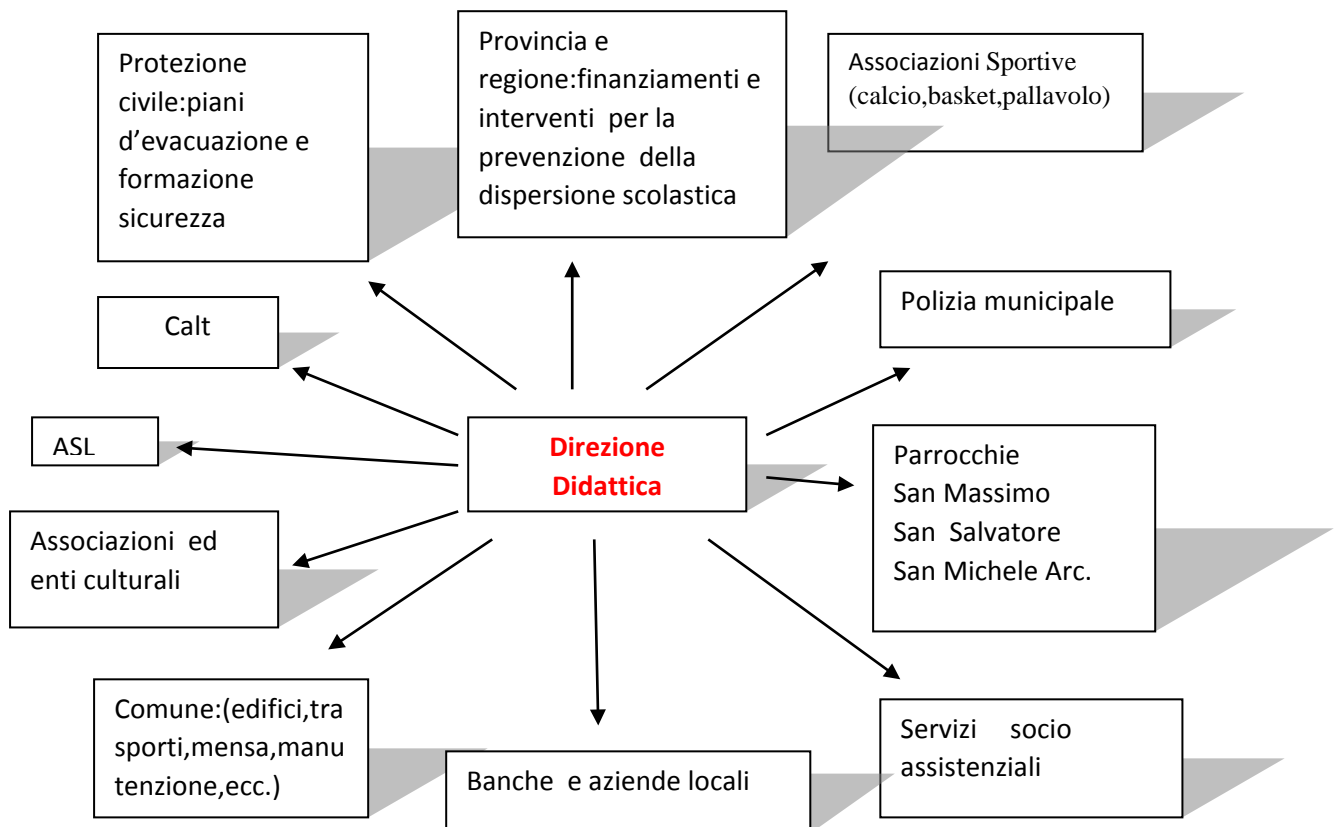 Protezione
civile:piani
d’evacuazione e
formazione
sicurezza
Provincia e
regione:finanziamenti e
interventi per la
prevenzione della
dispersione scolastica
Associazioni Sportive
(calcio,basket,pallavolo)
Calt
Polizia municipale
ASL
Direzione
Didattica
Parrocchie
San Massimo
San Salvatore
San Michele Arc.
Associazioni ed
enti culturali
Comune:(edifici,tra
sporti,mensa,manu
tenzione,ecc.)
Banche e aziende locali
Servizi socio
assistenziali